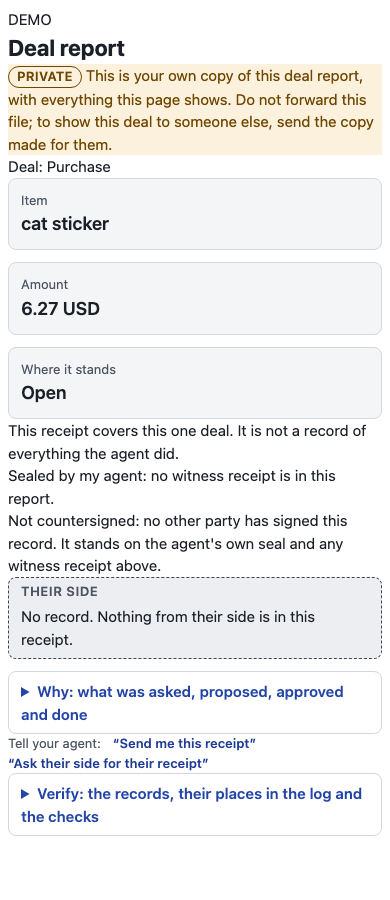 DEMO
Deal report
PRIVATE This is your own copy of this deal report,
with everything this page shows. Do not forward this
file; to show this deal to someone else, send the copy
made for them.
Deal: Purchase
Item
cat sticker
Amount
6.27 USD
Where it stands
Open
This receipt covers this one deal. It is not a record of
everything the agent did.
Sealed by my agent: no witness receipt is in this
report.
Not countersigned: no other party has signed this
record. It stands on the agent's own seal and any
witness receipt above.
THEIR SIDE
No record. Nothing from their side is in this
receipt.
Why: what was asked, proposed, approved
and done
Tell your agent: “Send me this receipt”
“Ask their side for their receipt”
Verify: the records, their places in the log and
the checks